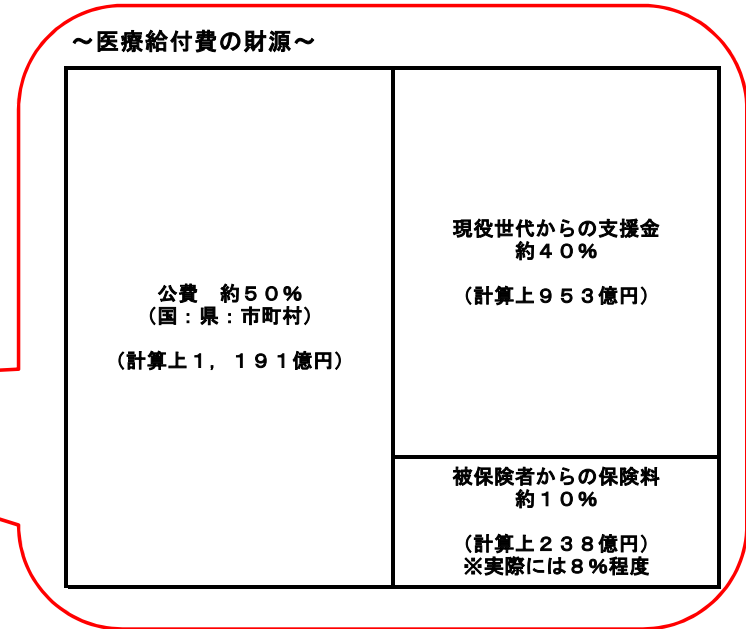 ～医療給付費の財源～
公費　約５０％
（国：県：市町村）
（計算上１，１９１億円）
現役世代からの支援金
約４０％
（計算上９５３億円）
被保険者からの保険料
約１０％
（計算上２３８億円）
※実際には８％程度